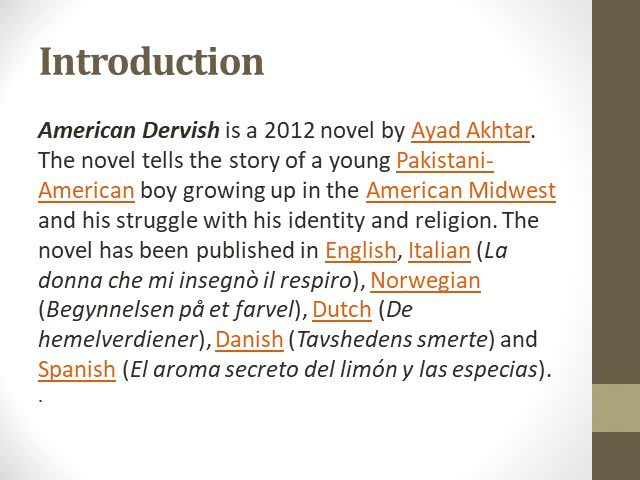 Introduction
American Dervish is a 2012 novel by Ayad Akhtar.
The novel tells the story of a young Pakistani-
American boy growing up in the American Midwest
and his struggle with his identity and religion. The
novel has been published in English, Italian (La
donna che mi insegnò il respiro), Norwegian
(Begynnelsen på et farvel), Dutch (De
hemelverdiener), Danish (Tavshedens smerte) and
Spanish (El aroma secreto del limón y las especias).
.